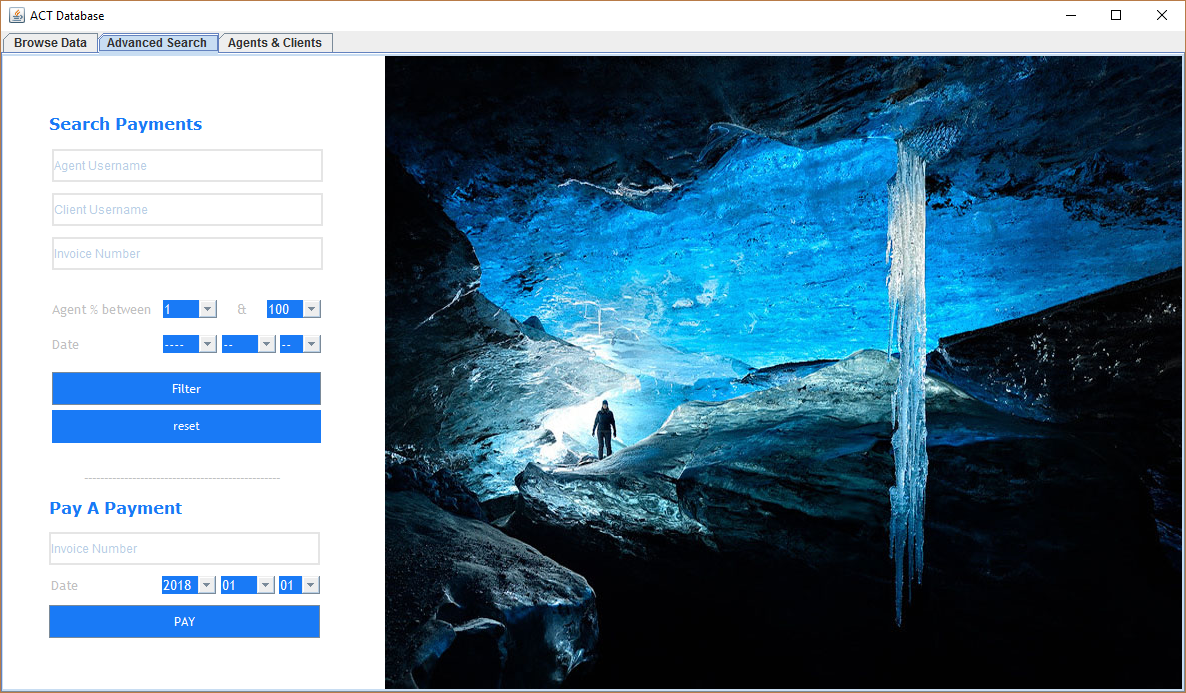 ACT Database
Browse Data Advanced Search Agents & Clients
Search Payments
Agent Username
Client Username
Invoice Number
Agent % between 1 & 100
Date ---- -- --
Filter
reset
Pay A Payment
Invoice Number
Date 2018 01 01
PAY